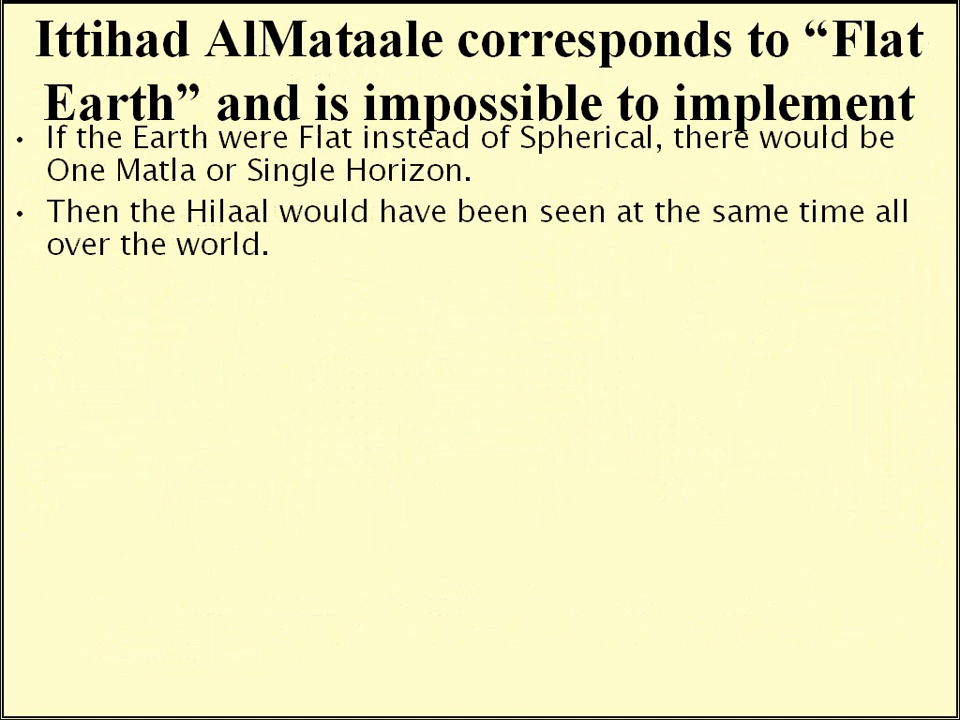 Ittihad AlMataale corresponds to “Flat
Earth” and is impossible to implement
• If the Earth were Flat instead of Spherical, there would be
One Matla or Single Horizon.
• Then the Hilaal would have been seen at the same time all
over the world.